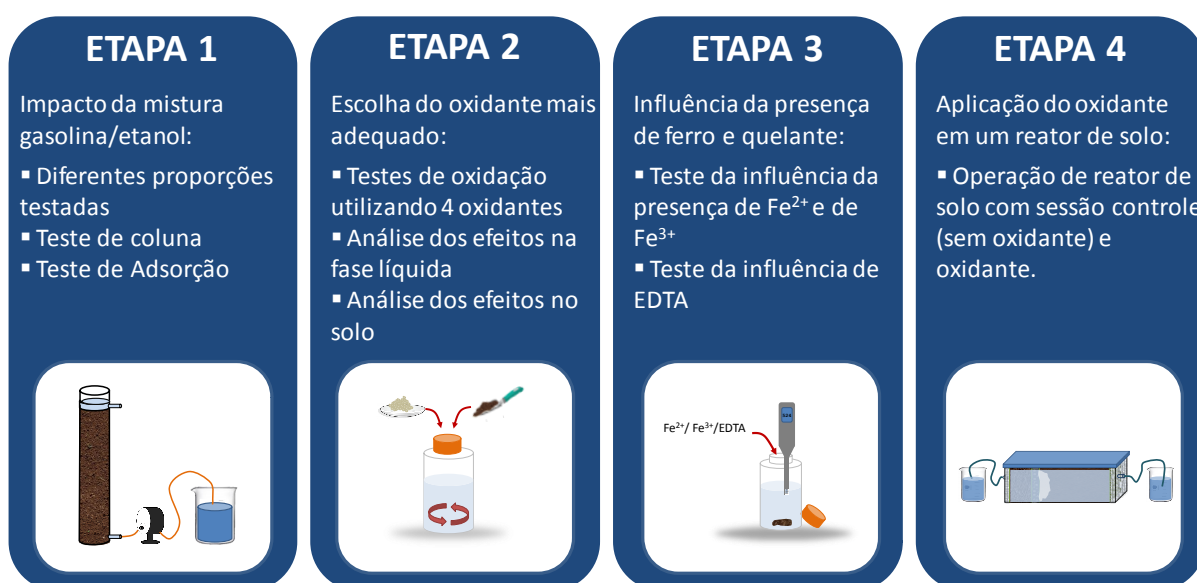 ETAPA 1
Impacto da mistura
gasolina/etanol:
▪ Diferentes proporções
testadas
▪ Teste de coluna
▪ Teste de Adsorção
ETAPA 2
Escolha do oxidante mais
adequado:
▪ Testes de oxidação
utilizando 4 oxidantes
▪ Análise dos efeitos na
fase líquida
▪ Análise dos efeitos no
solo
ETAPA 3
Influência da presença
de ferro e quelante:
▪ Teste da influência da
presença de Fe²⁺ e de
Fe³⁺
▪ Teste da influência de
EDTA
Fe²⁺/ Fe³⁺/EDTA
ETAPA 4
Aplicação do oxidante
em um reator de solo:
▪ Operação de reator de
solo com sessão controle
(sem oxidante) e
oxidante.